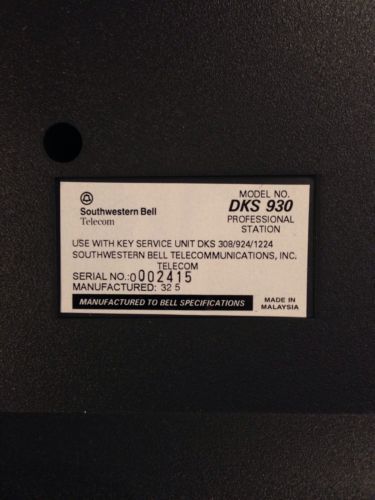 Southwestern Bell
Telecom
MODEL NO.
DKS 930
PROFESSIONAL
STATION
USE WITH KEY SERVICE UNIT DKS 308/924/1224
SOUTHWESTERN BELL TELECOMMUNICATIONS, INC.
TELECOM
SERIAL NO.:0002415
MANUFACTURED: 32 5
MANUFACTURED TO BELL SPECIFICATIONS
MADE IN
MALAYSIA